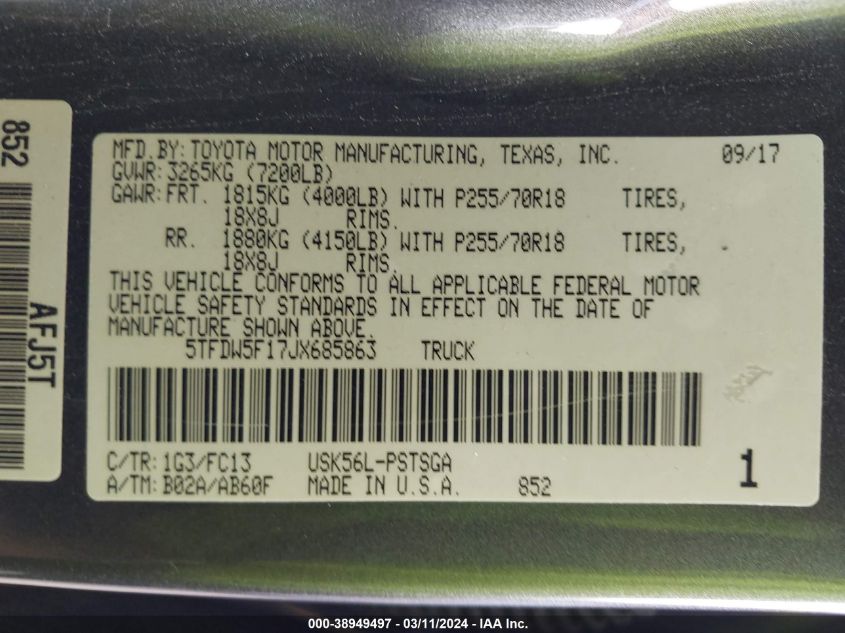 852
AFJ5T
MFD.BY: TOYOTA MOTOR MANUFACTURING, TEXAS, INC. 09/17
GVWR: 3265KG (7200LB)
GAWR: FRT. 1815KG (4000LB) WITH P255/70R18 TIRES,
18X8J RIMS.
RR. 1880KG (4150LB) WITH P255/70R18 TIRES,
18X8J RIMS.
THIS VEHICLE CONFORMS TO ALL APPLICABLE FEDERAL MOTOR
VEHICLE SAFETY STANDARDS IN EFFECT ON THE DATE OF
MANUFACTURE SHOWN ABOVE.
5TFDW5F17JX685863 TRUCK
C/TR: 1G3/FC13 USK56L-PSTSGA
A/TM: B02A/AB60F MADE IN U.S.A. 852
1
000-38949497 - 03/11/2024 - IAA Inc.